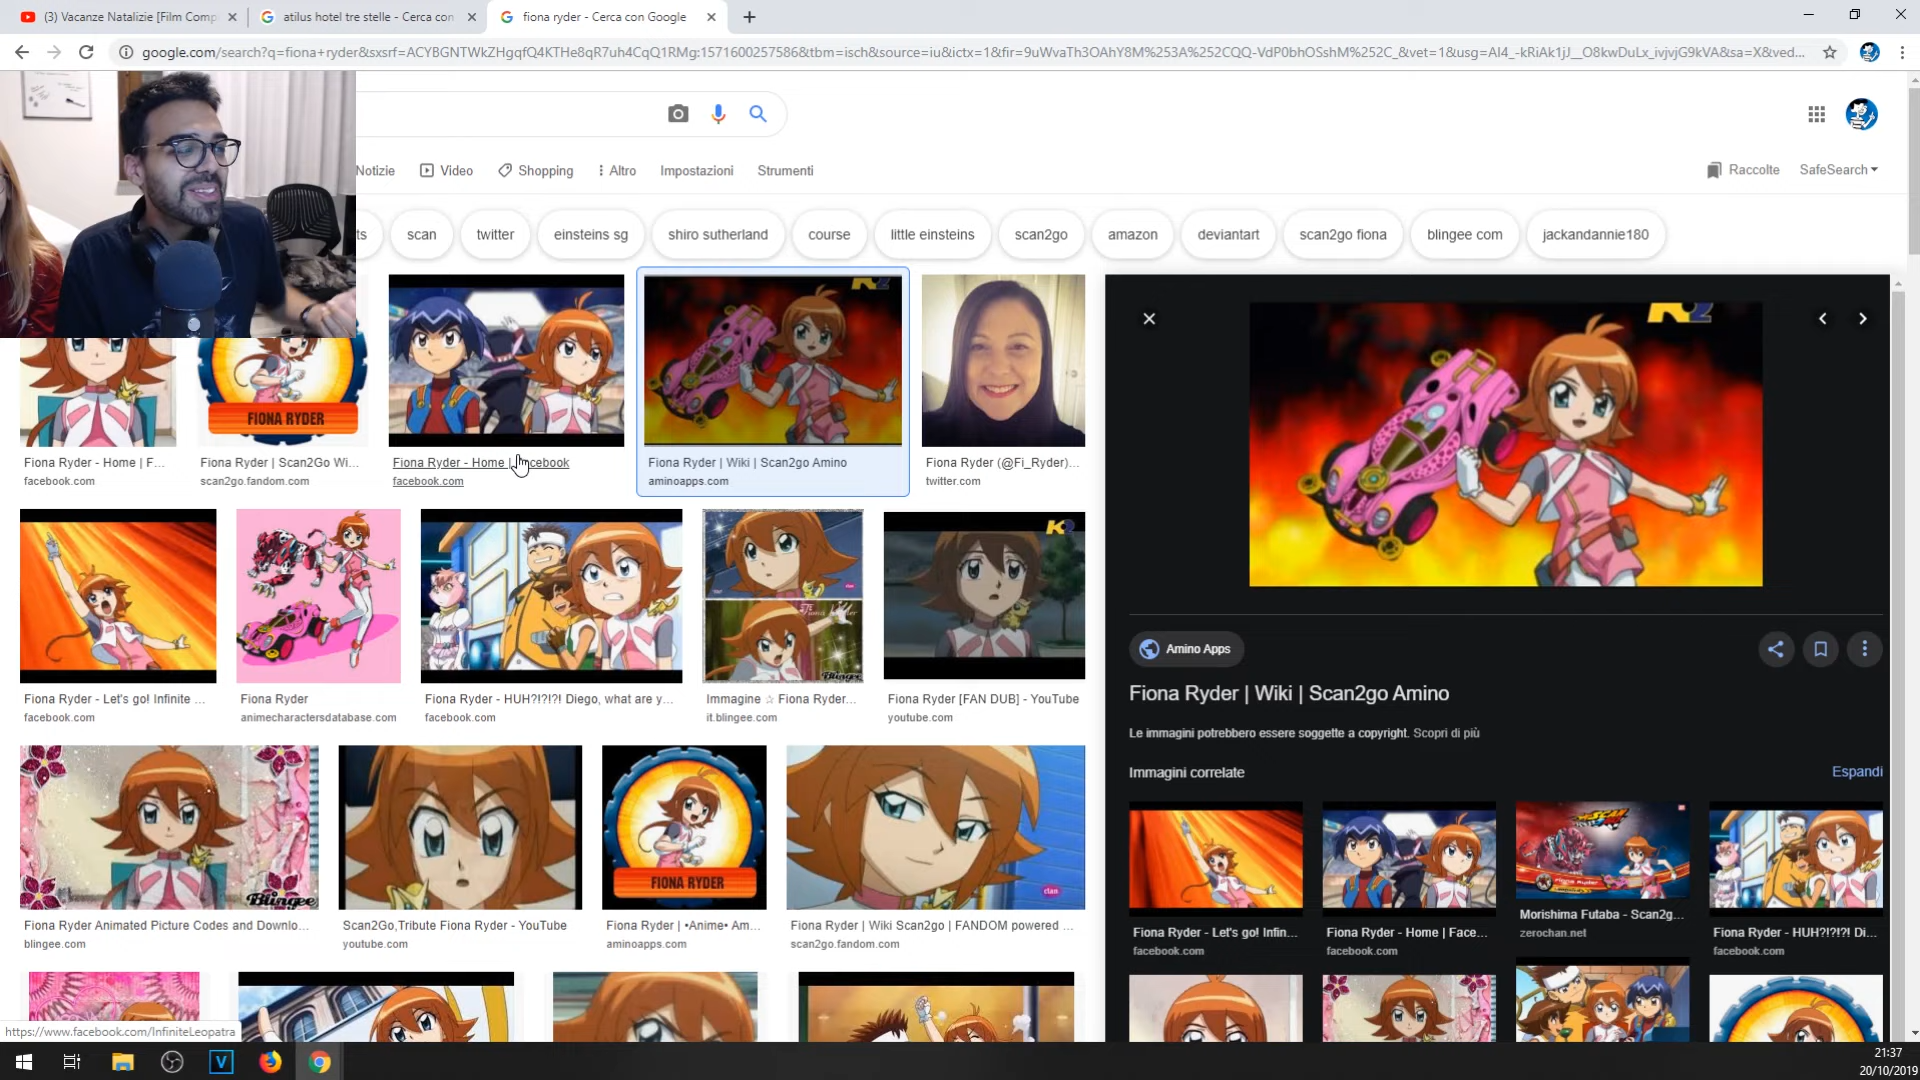 (3) Vacanze Natalizie [Film Comp
atilus hotel tre stelle - Cerca con
fiona ryder - Cerca con Google
google.com/search?q=fiona+ryder&sxsrf=ACYBGNTWkZHgqfQ4KTHe8qR7uh4CqQ1RMg:1571600257586&tbm=isch&source=iu&ictx=1&fir=9uWvaTh3OAhY8M%253A%252CQQ-VdP0bhOSshM%252C_&vet=1&usg=AI4_-kRiAk1jJ__O8kwDuLx_ivjvjG9kVA&sa=X&ved...
Notizie Video Shopping Altro Impostazioni Strumenti
Raccolte SafeSearch
ts scan twitter einsteins sg shiro sutherland course little einsteins scan2go amazon deviantart scan2go fiona blingee com jackandannie180
K2
K2
FIONA RYDER
Fiona Ryder - Home | F...
facebook.com
Fiona Ryder | Scan2Go Wi...
scan2go.fandom.com
Fiona Ryder - Home | Facebook
facebook.com
Fiona Ryder | Wiki | Scan2go Amino
aminoapps.com
Fiona Ryder (@Fi_Ryder)...
twitter.com
K2
clan
Blingee
Fiona Ryder - Let's go! Infinite ...
facebook.com
Fiona Ryder
animecharactersdatabase.com
Fiona Ryder - HUH?!?!?! Diego, what are y...
facebook.com
Immagine ☆ Fiona Ryder...
it.blingee.com
Fiona Ryder [FAN DUB] - YouTube
youtube.com
Amino Apps
Fiona Ryder | Wiki | Scan2go Amino
Le immagini potrebbero essere soggette a copyright. Scopri di più
Immagini correlate
Espandi
Blingee
FIONA RYDER
clan
Fiona Ryder Animated Picture Codes and Downlo...
blingee.com
Scan2Go,Tribute Fiona Ryder - YouTube
youtube.com
Fiona Ryder | •Anime• Am...
aminoapps.com
Fiona Ryder | Wiki Scan2go | FANDOM powered ...
scan2go.fandom.com
SCAN
Fiona Ryder - Let's go! Infin...
facebook.com
Fiona Ryder - Home | Face...
facebook.com
Morishima Futaba - Scan2g...
zerochan.net
Fiona Ryder - HUH?!?!?! Di...
facebook.com
https://www.facebook.com/InfiniteLeopatra
V
21:37
20/10/2019